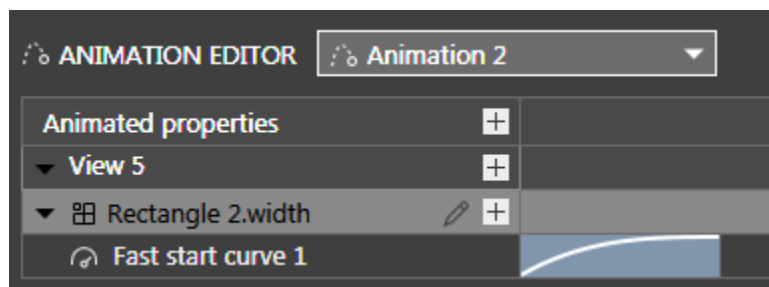 ANIMATION EDITOR Animation 2
Animated properties
View 5
Rectangle 2.width
Fast start curve 1